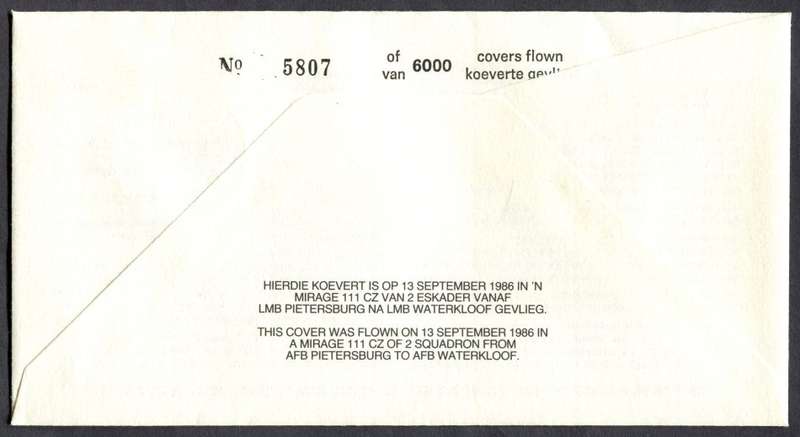 No 5807 of 6000 covers flown
van koeverte
HIERDIE KOEVERT IS OP 13 SEPTEMBER 1986 IN 'N
MIRAGE 111 CZ VAN 2 ESKADER VANAF
LMB PIETERSBURG NA LMB WATERKLOOF GEVLIEG.
THIS COVER WAS FLOWN ON 13 SEPTEMBER 1986 IN
A MIRAGE 111 CZ OF 2 SQUADRON FROM
AFB PIETERSBURG TO AFB WATERKLOOF.